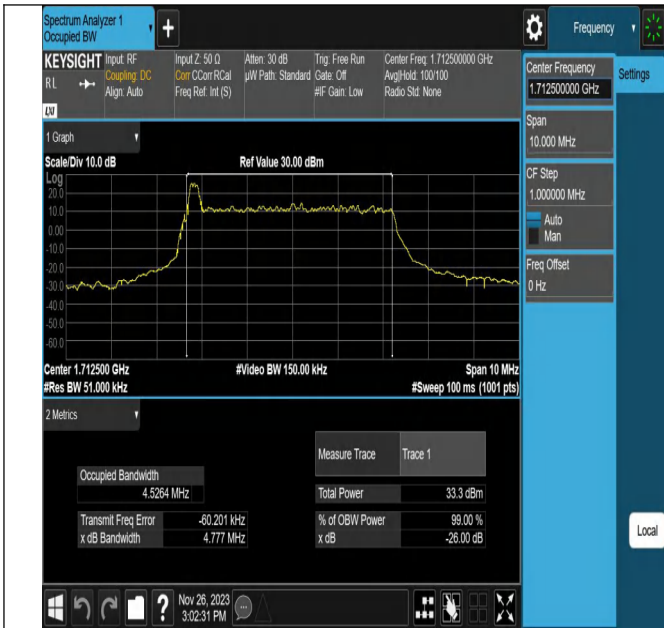 Spectrum Analyzer 1
Occupied BW
Frequency
KEYSIGHT
RL
LXI
Input: RF
Coupling: DC
Align: Auto
Input Z: 50 Ω
Corr CCorr RCal
Freq Ref: Int (S)
Atten: 30 dB
µW Path: Standard
Trig: Free Run
Gate: Off
#IF Gain: Low
Center Freq: 1.712500000 GHz
Avg|Hold: 100/100
Radio Std: None
Center Frequency
1.712500000 GHz
Settings
Span
10.000 MHz
CF Step
1.000000 MHz
Auto
Man
Freq Offset
0 Hz
Local
1 Graph
Scale/Div 10.0 dB
Ref Value 30.00 dBm
Log
20.0
10.0
0.00
-10.0
-20.0
-30.0
-40.0
-50.0
-60.0
Center 1.712500 GHz
#Video BW 150.00 kHz
Span 10 MHz
#Res BW 51.000 kHz
#Sweep 100 ms (1001 pts)
2 Metrics
Measure Trace Trace 1
Occupied Bandwidth
4.5264 MHz
Total Power 33.3 dBm
Transmit Freq Error -60.201 kHz
% of OBW Power 99.00 %
x dB Bandwidth 4.777 MHz
x dB -26.00 dB
?
Nov 26, 2023
3:02:31 PM